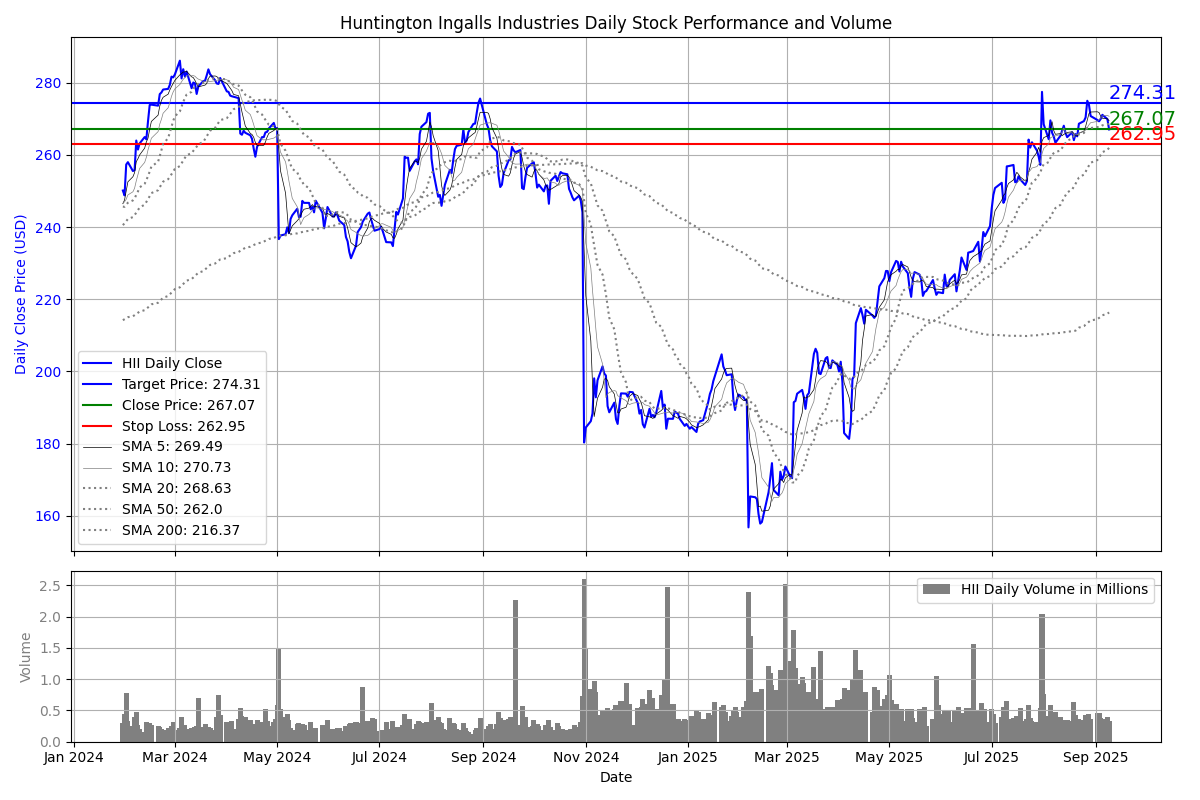 Huntington Ingalls Industries Daily Stock Performance and Volume
Daily Close Price (USD)
280
260
240
220
200
180
160
274.31
267.07
262.95
HII Daily Close
Target Price: 274.31
Close Price: 267.07
Stop Loss: 262.95
SMA 5: 269.49
SMA 10: 270.73
SMA 20: 268.63
SMA 50: 262.0
SMA 200: 216.37
Volume
2.5
2.0
1.5
1.0
0.5
0.0
HII Daily Volume in Millions
Jan 2024 Mar 2024 May 2024 Jul 2024 Sep 2024 Nov 2024 Jan 2025 Mar 2025 May 2025 Jul 2025 Sep 2025
Date